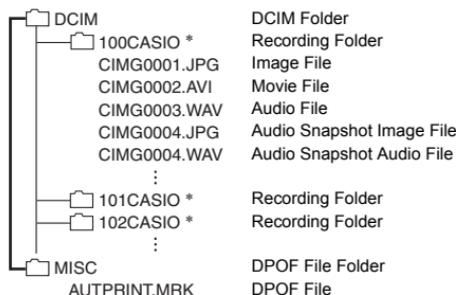 DCIM DCIM Folder
100CASIO * Recording Folder
CIMG0001.JPG Image File
CIMG0002.AVI Movie File
CIMG0003.WAV Audio File
CIMG0004.JPG Audio Snapshot Image File
CIMG0004.WAV Audio Snapshot Audio File
⋮
101CASIO * Recording Folder
102CASIO * Recording Folder
⋮
MISC DPOF File Folder
AUTPRINT.MRK DPOF File